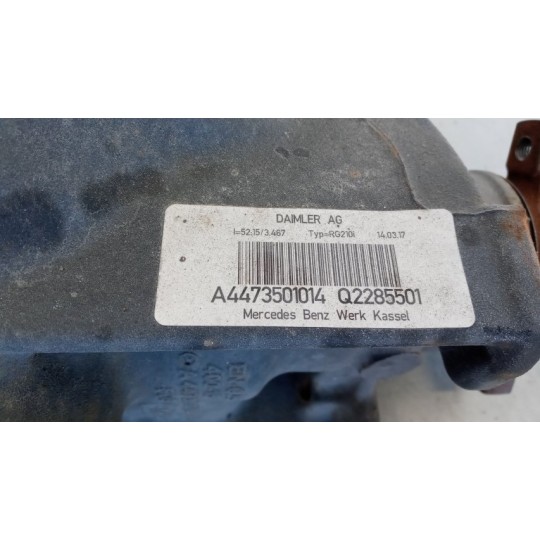 DAIMLER AG
i=52.15/3.467 Typ=RG210i 14.03.17
A4473501014 Q2285501
Mercedes Benz Werk Kassel